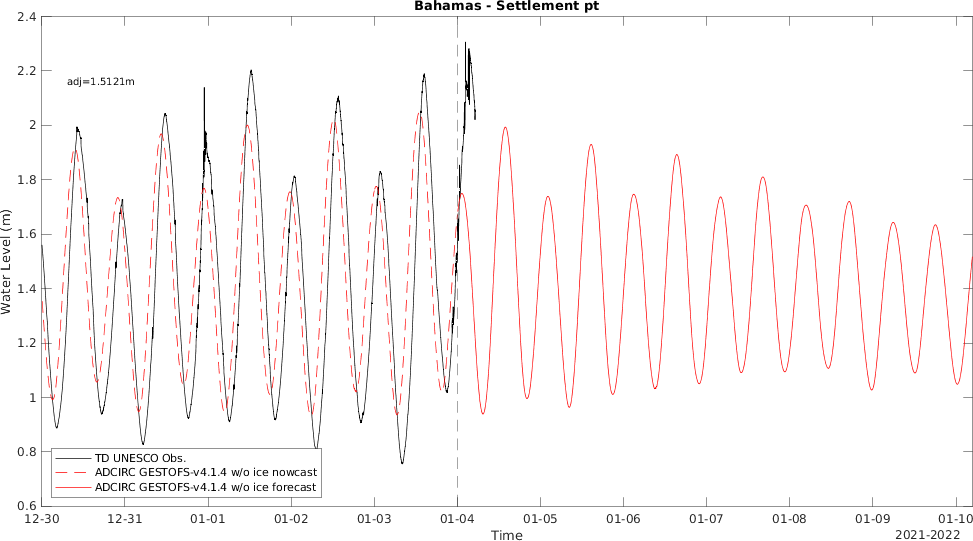 Bahamas - Settlement pt
2.4
2.2
2
1.8
1.6
1.4
1.2
1
0.8
0.6
Water Level (m)
adj=1.5121m
TD UNESCO Obs.
ADCIRC GESTOFS-v4.1.4 w/o ice nowcast
ADCIRC GESTOFS-v4.1.4 w/o ice forecast
12-30 12-31 01-01 01-02 01-03 01-04 01-05 01-06 01-07 01-08 01-09 01-10
Time
2021-2022